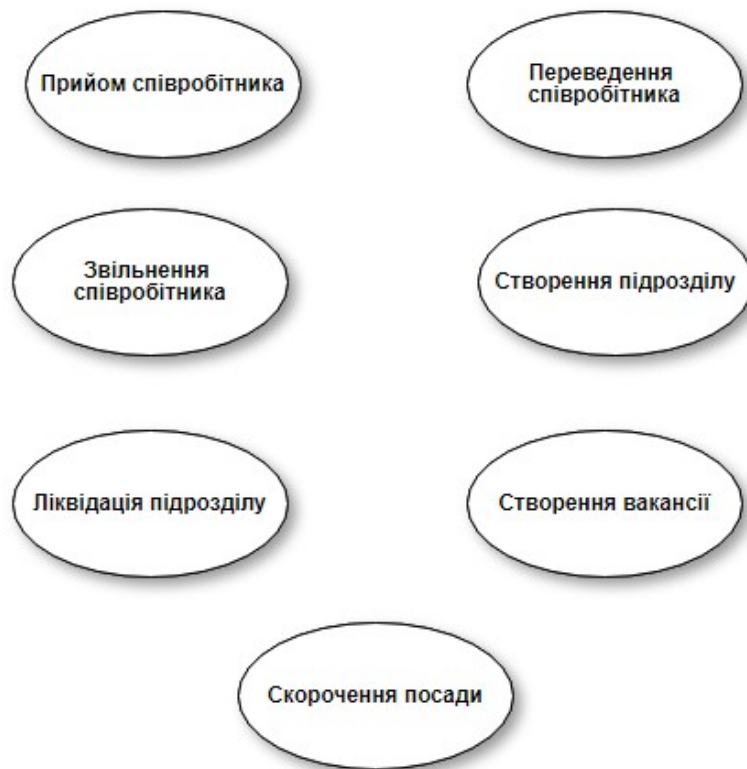 Прийом співробітника
Переведення
співробітника
Звільнення
співробітника
Створення підрозділу
Ліквідація підрозділу
Створення вакансії
Скорочення посади